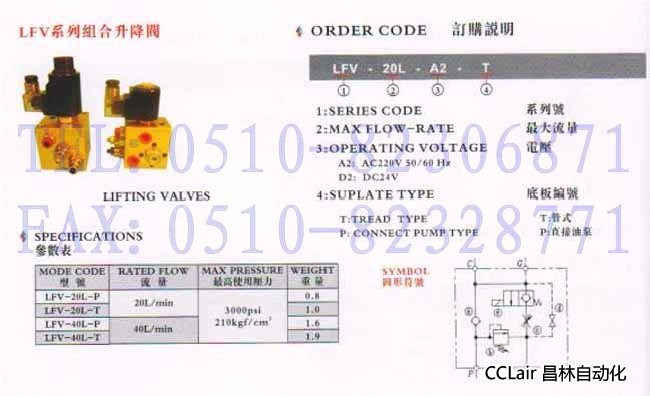 LFV系列組合升降閥
ORDER CODE 訂購説明
LFV - 20L - A2 - T
① ② ③ ④
1:SERIES CODE 系列號
2:MAX FLOW-RATE 最大流量
3:OPERATING VOLTAGE 電壓
A2: AC220V 50/60 Hz
D2: DC24V
4:SUPLATE TYPE 底板編號
T:TREAD TYPE T:管式
P:CONNECT PUMP TYPE P:直接油泵
TEL: 0510-82306871
FAX: 0510-82328771
LIFTING VALVES
SPECIFICATIONS
參數表
MODE CODE RATED FLOW MAX PRESSURE WEIGHT
型號 流量 最高使用壓力 重量
LFV-20L-P 20L/min 3000psi 210kgf/cm² 0.8
LFV-20L-T 1.0
LFV-40L-P 40L/min 1.6
LFV-40L-T 1.9
SYMBOL
圖形符號
C G
P
CCLair 昌林自动化